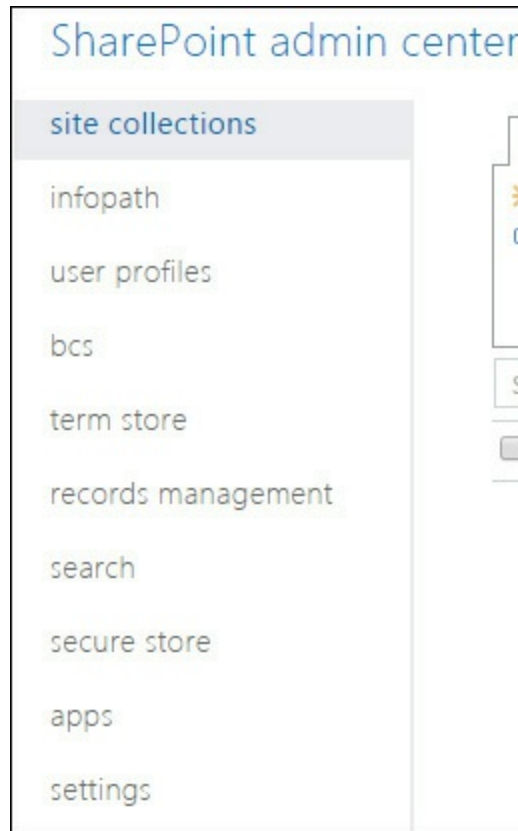 SharePoint admin center
site collections
infopath
user profiles
bcs
term store
records management
search
secure store
apps
settings